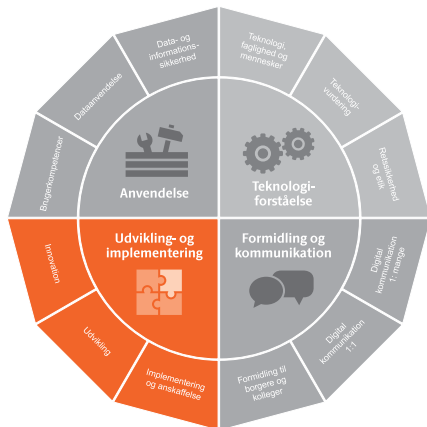 Data- og
informations-
sikkerhed
Teknologi,
faglighed og
mennesker
Dataanvendelse
Teknologi-
vurdering
Brugerkompetencer
Retssikkerhed
og etik
Anvendelse
Teknologi-
forståelse
Udvikling- og
implementering
Formidling og
kommunikation
Innovation
Digital
kommunikation
1: mange
Udvikling
Digital
kommunikation
1:1
Implementering
og anskaffelse
Formidling til
borgere og
kolleger